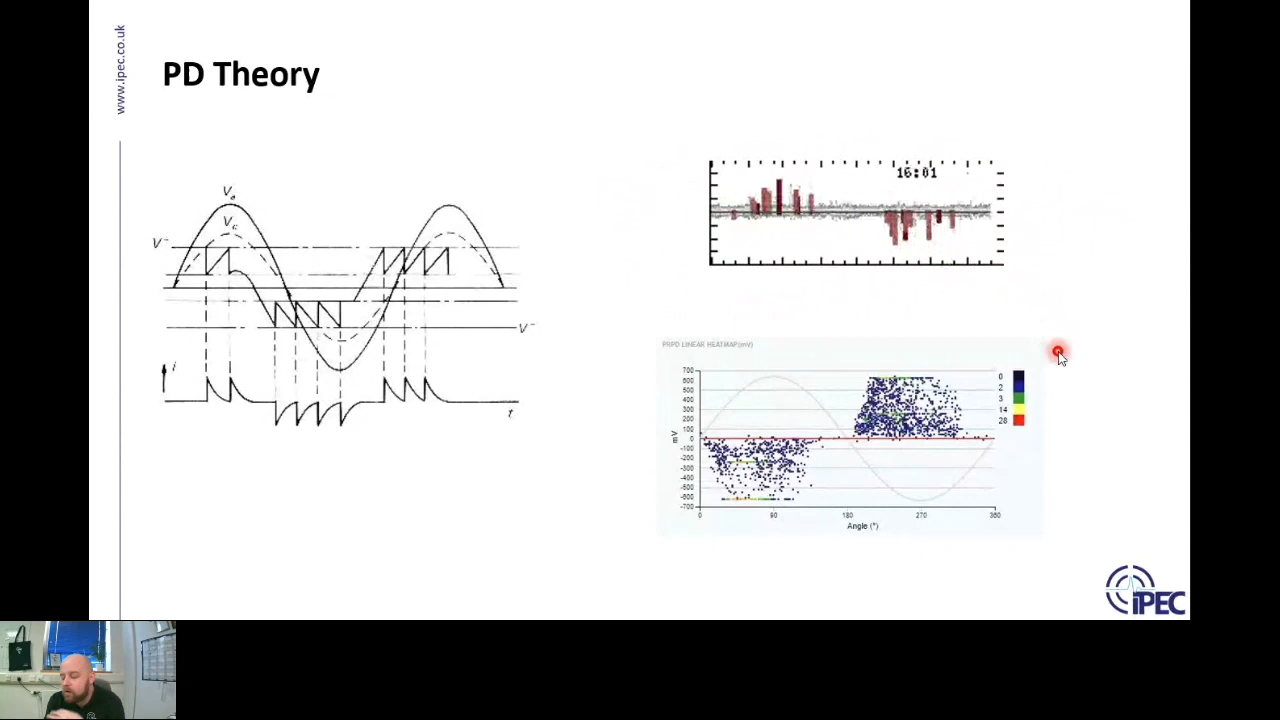 www.ipec.co.uk
PD Theory
Va
Vc
V⁻
V⁻
i
t
16:01
PRPD LINEAR HEATMAP(mV)
700
600
500
400
300
200
100
0
-100
-200
-300
-400
-500
-600
-700
mV
0
90
180
270
360
Angle (°)
0
2
3
14
28
iPEC